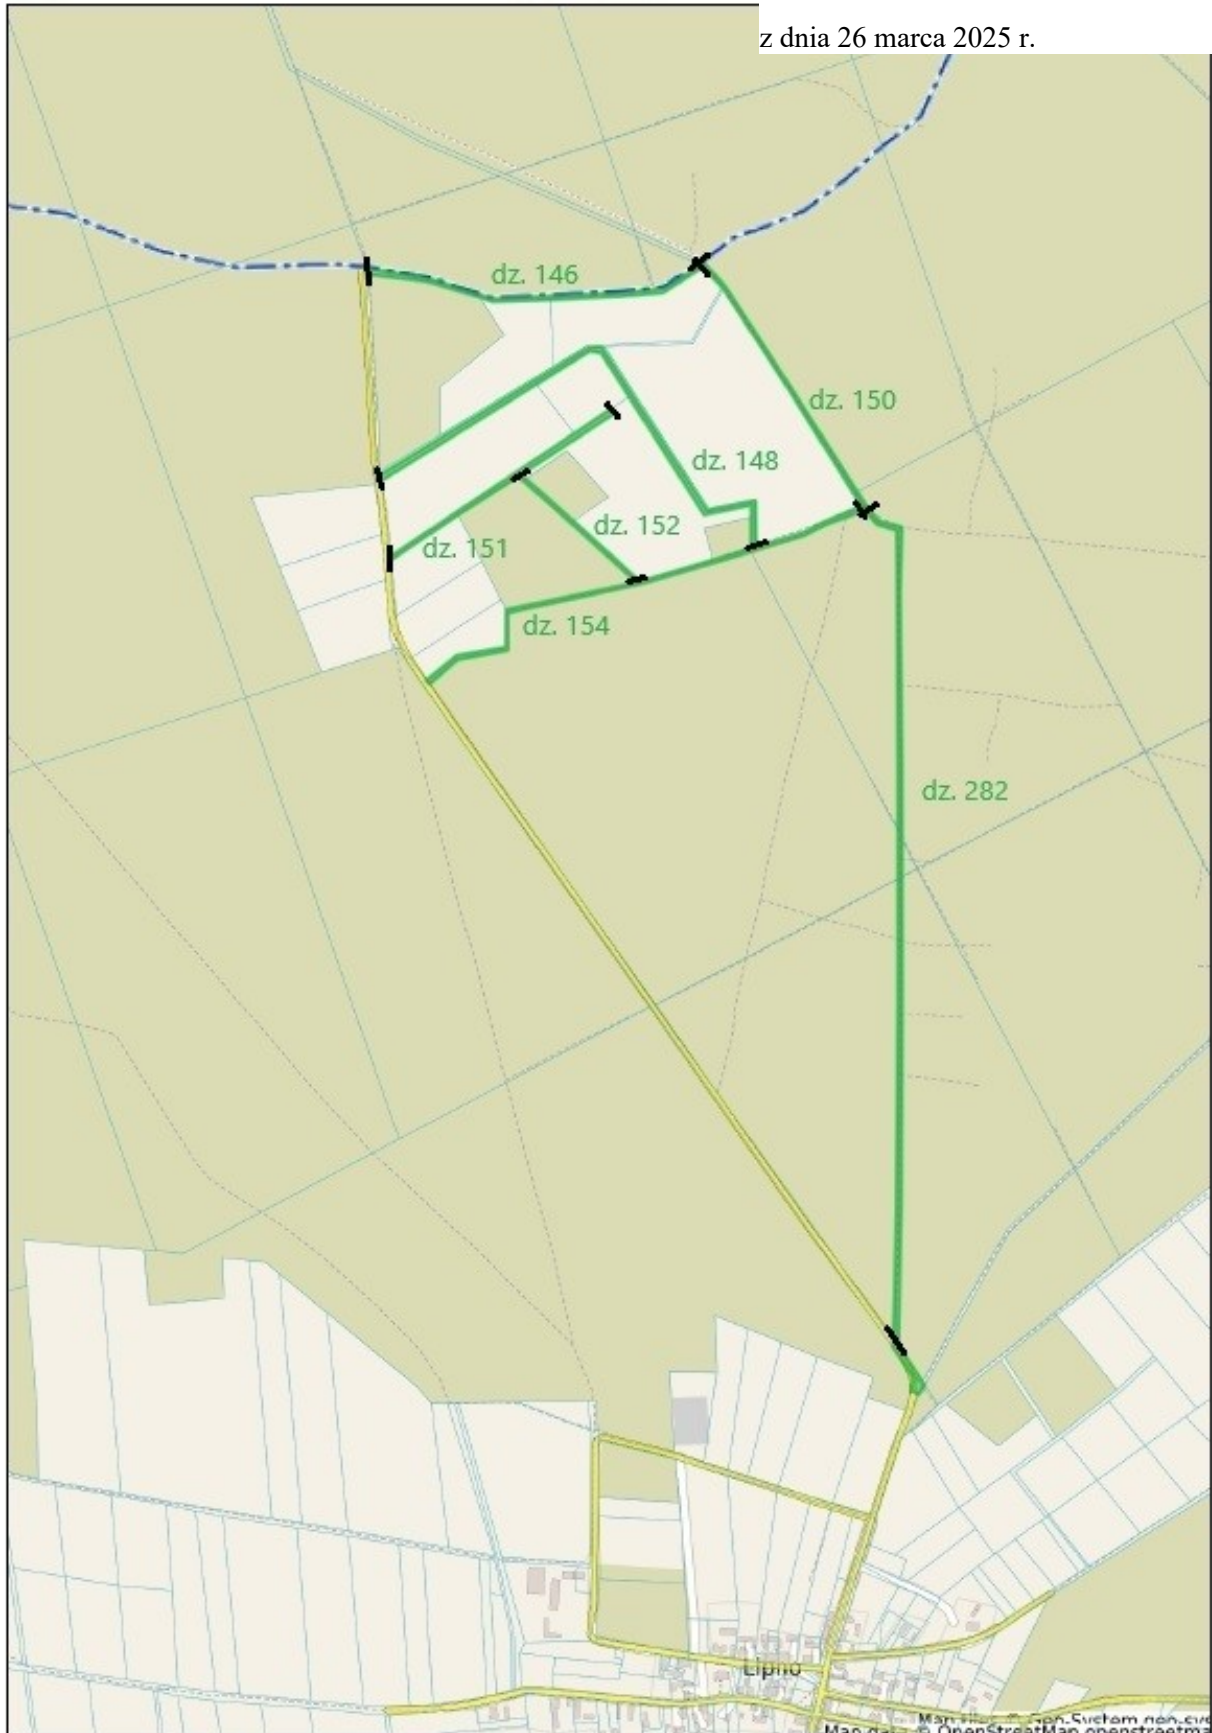 z dnia 26 marca 2025 r.
dz. 146
dz. 150
dz. 148
dz. 152
dz. 151
dz. 154
dz. 282
Lipno